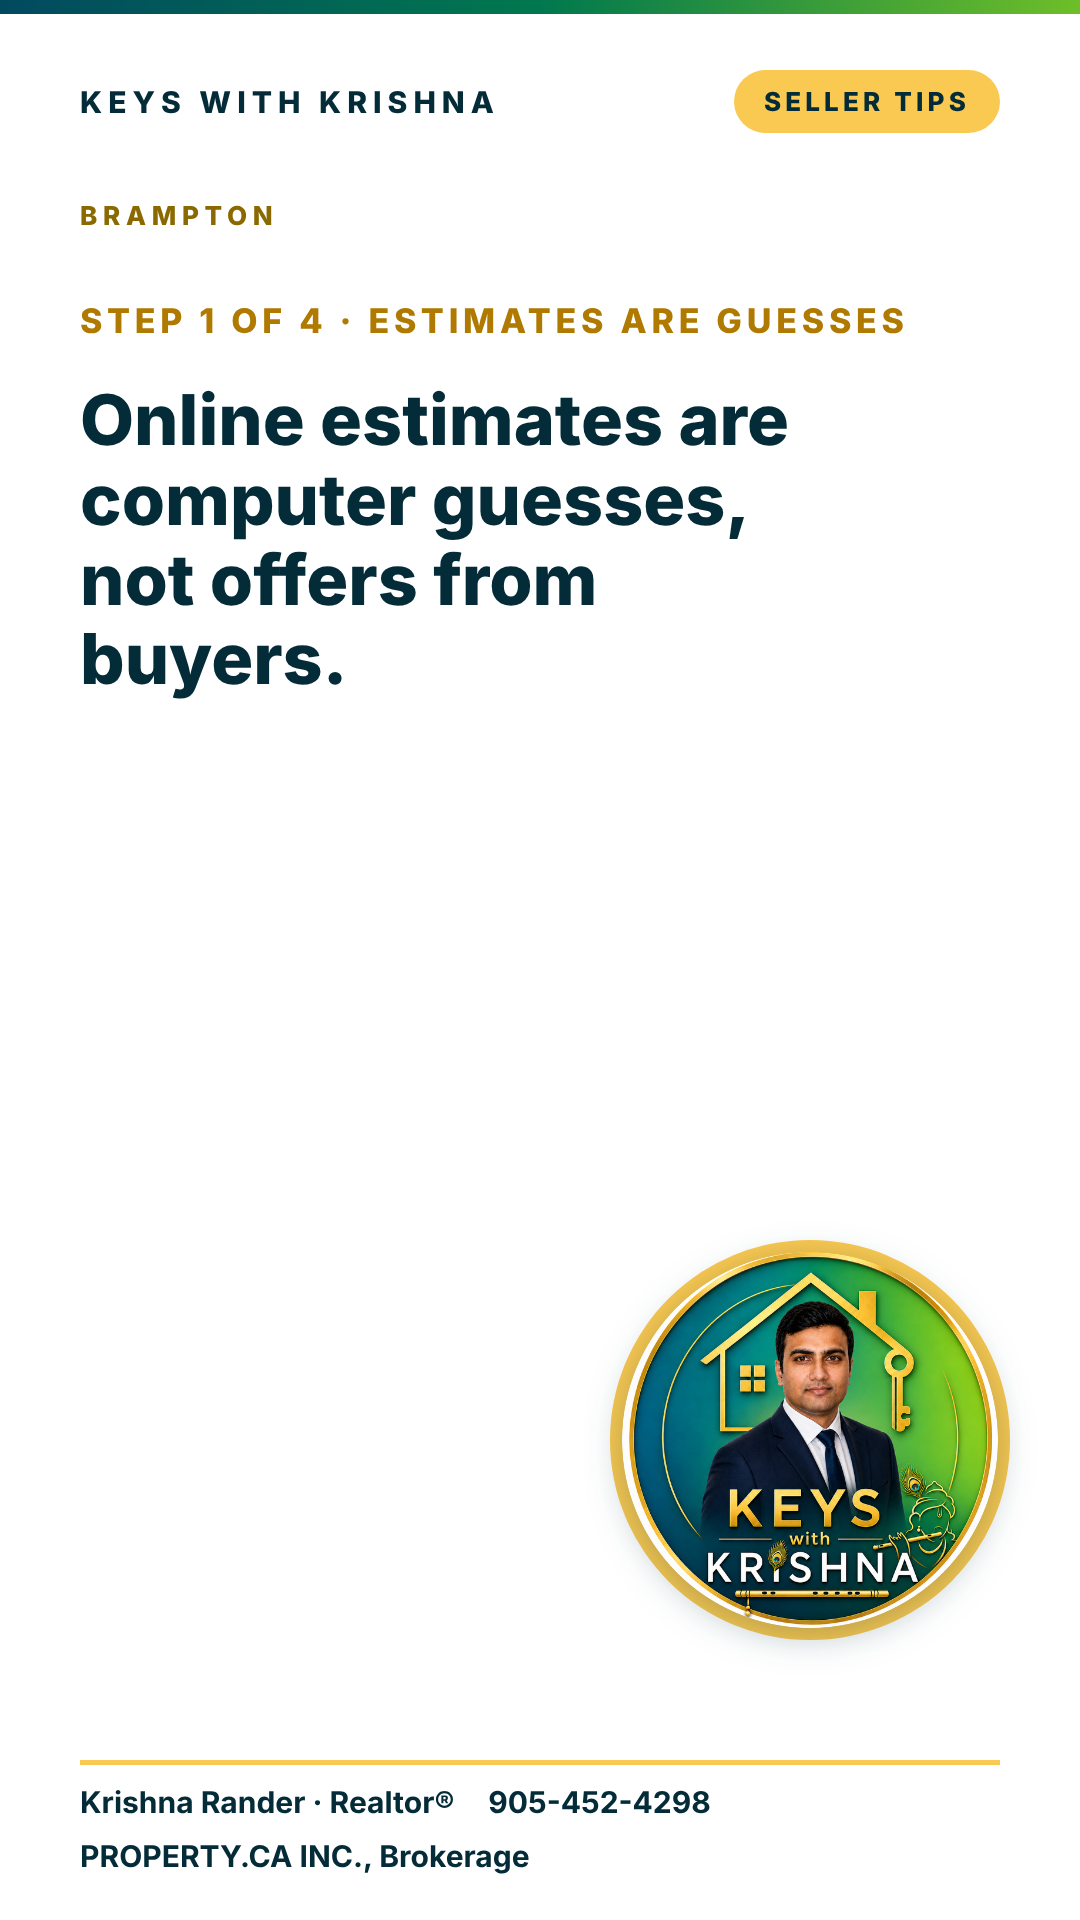 KEYS WITH KRISHNA
SELLER TIPS
BRAMPTON
STEP 1 OF 4 · ESTIMATES ARE GUESSES
Online estimates are
computer guesses,
not offers from
buyers.
KEYS
with
KRISHNA
Krishna Rander · Realtor® 905-452-4298
PROPERTY.CA INC., Brokerage